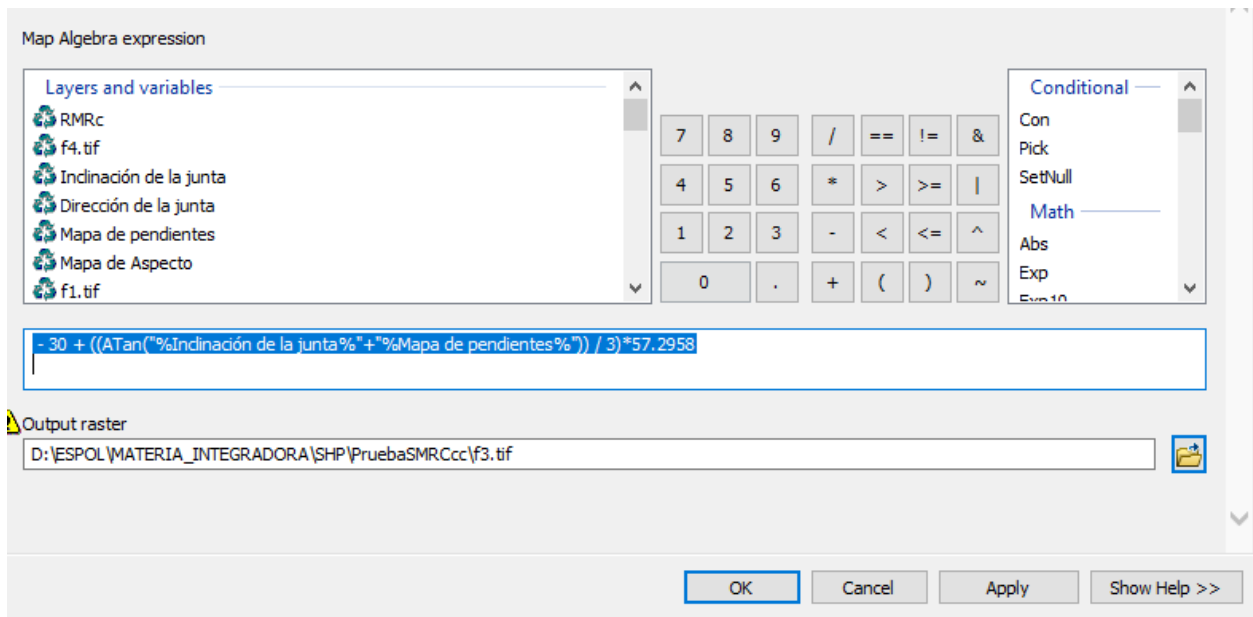 Map Algebra expression
Layers and variables
RMRc
f4.tif
Inclinación de la junta
Dirección de la junta
Mapa de pendientes
Mapa de Aspecto
f1.tif
7 8 9 / == != &
4 5 6 * > >= |
1 2 3 - < <= ^
0 . + ( ) ~
Conditional
Con
Pick
SetNull
Math
Abs
Exp
Exp10
- 30 + ((ATan("%Inclinación de la junta%"+"%Mapa de pendientes%")) / 3)*57.2958
Output raster
D:\ESPOL\MATERIA_INTEGRADORA\SHP\PruebaSMRCcc\f3.tif
OK Cancel Apply Show Help >>